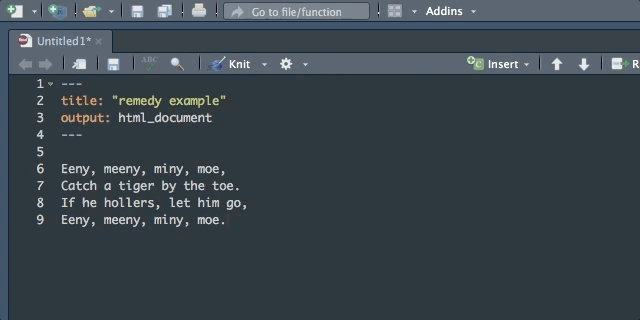 Go to file/function
Addins
Untitled1*
ABC
Knit
Insert
R
1 ---
2 title: "remedy example"
3 output: html_document
4 ---
5
6 Eeny, meeny, miny, moe,
7 Catch a tiger by the toe.
8 If he hollers, let him go,
9 Eeny, meeny, miny, moe.